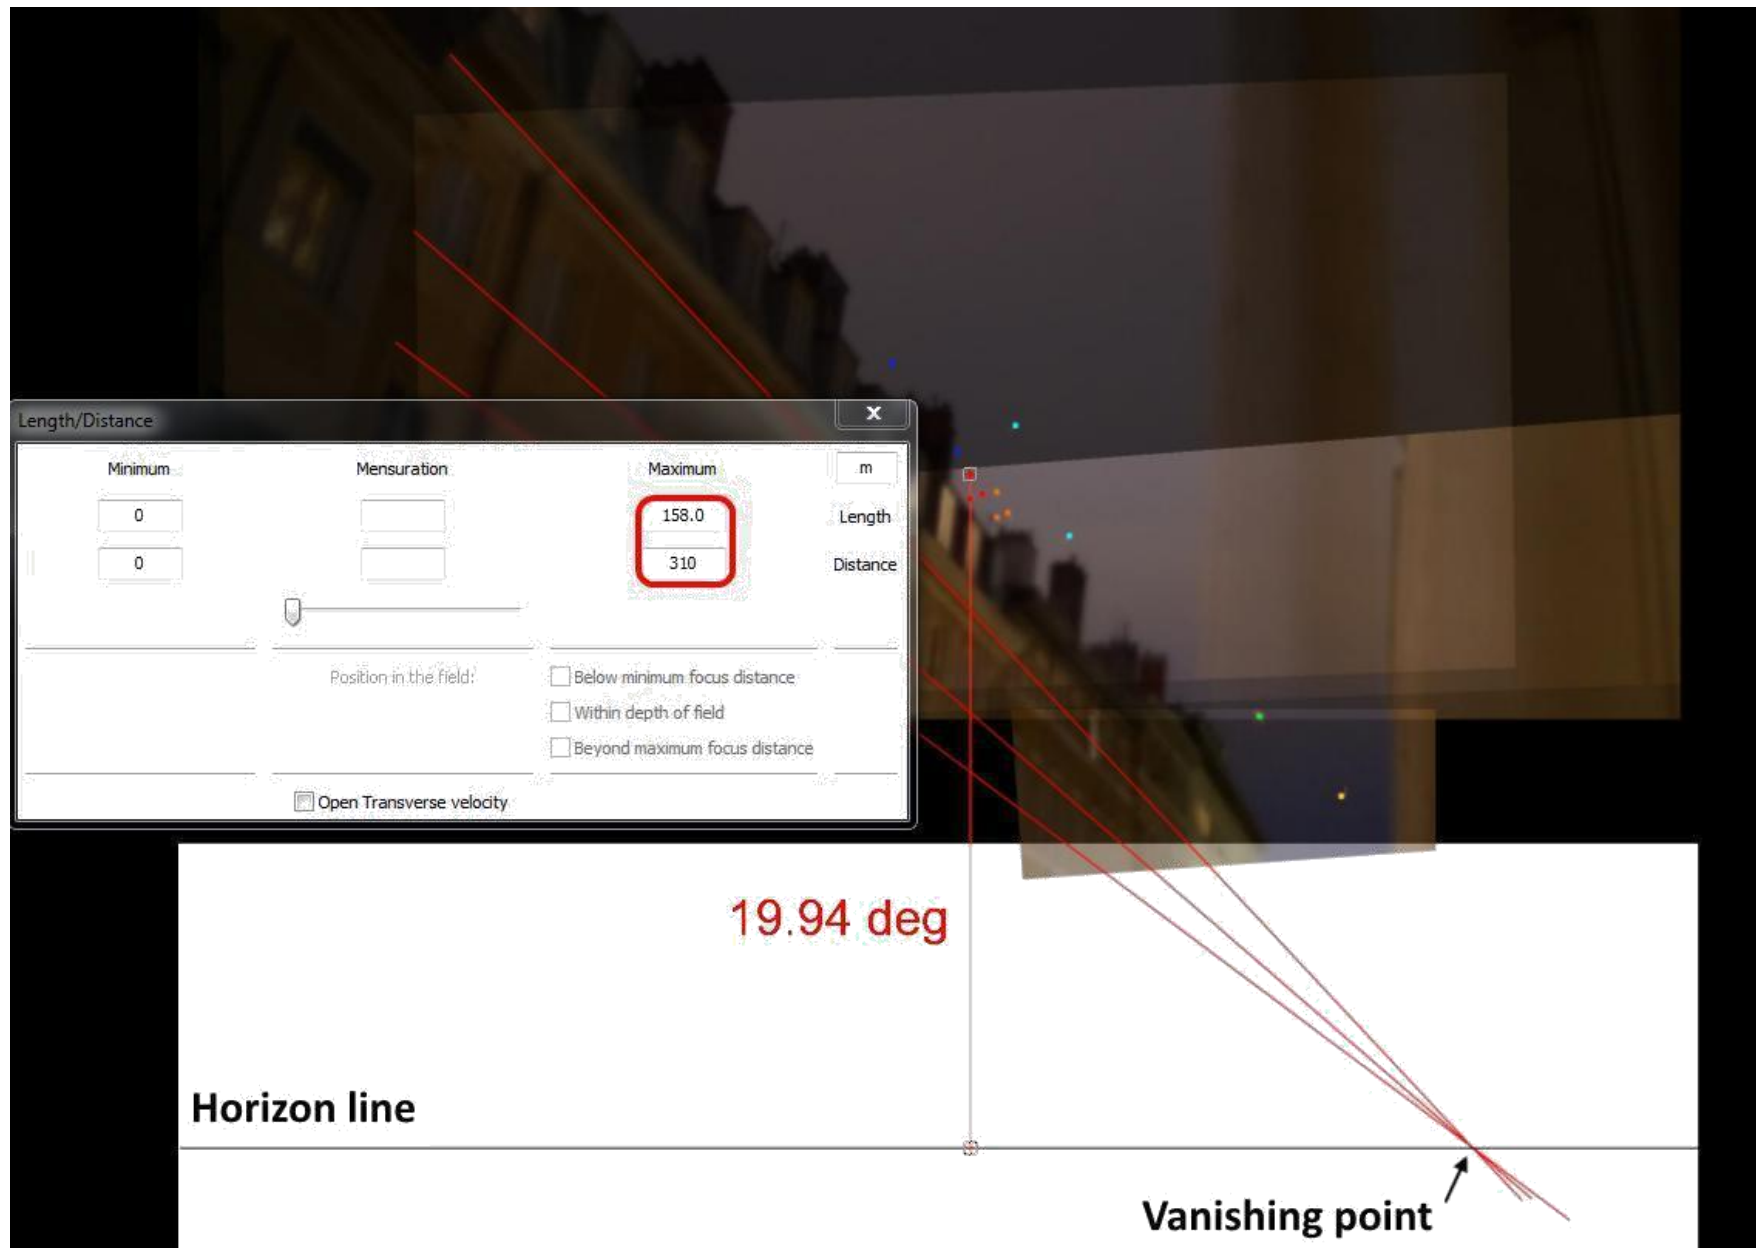 Length/Distance
x
Minimum Mensuration Maximum m
0 158.0 Length
0 310 Distance
Position in the field:
Below minimum focus distance
Within depth of field
Beyond maximum focus distance
Open Transverse velocity
19.94 deg
Horizon line
Vanishing point